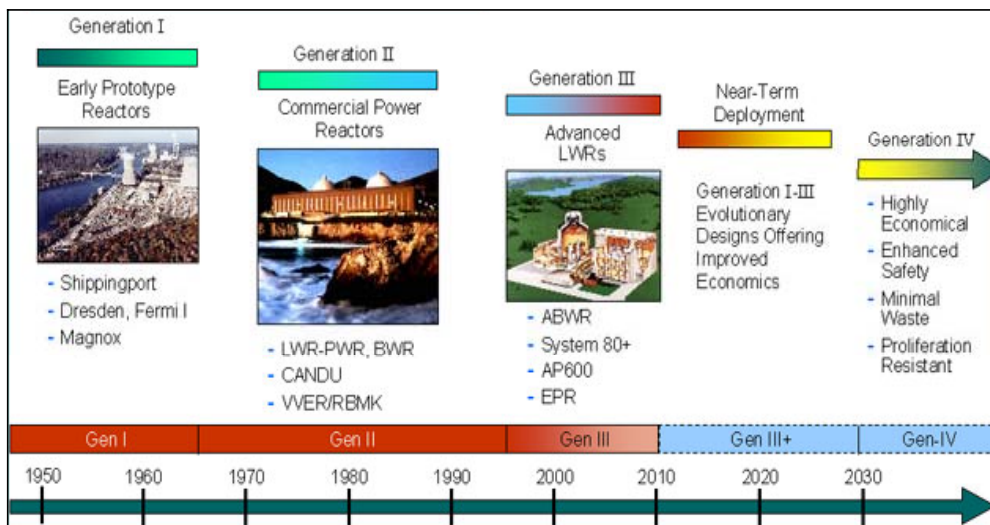 Generation I
Early Prototype
Reactors
- Shippingport
- Dresden, Fermi I
- Magnox
Generation II
Commercial Power
Reactors
- LWR-PWR, BWR
- CANDU
- VVER/RBMK
Generation III
Advanced
LWRs
- ABWR
- System 80+
- AP600
- EPR
Near-Term
Deployment
Generation I-III
Evolutionary
Designs Offering
Improved
Economics
Generation IV
- Highly
Economical
- Enhanced
Safety
- Minimal
Waste
- Proliferation
Resistant
Gen I
Gen II
Gen III
Gen III+
Gen-IV
1950
1960
1970
1980
1990
2000
2010
2020
2030